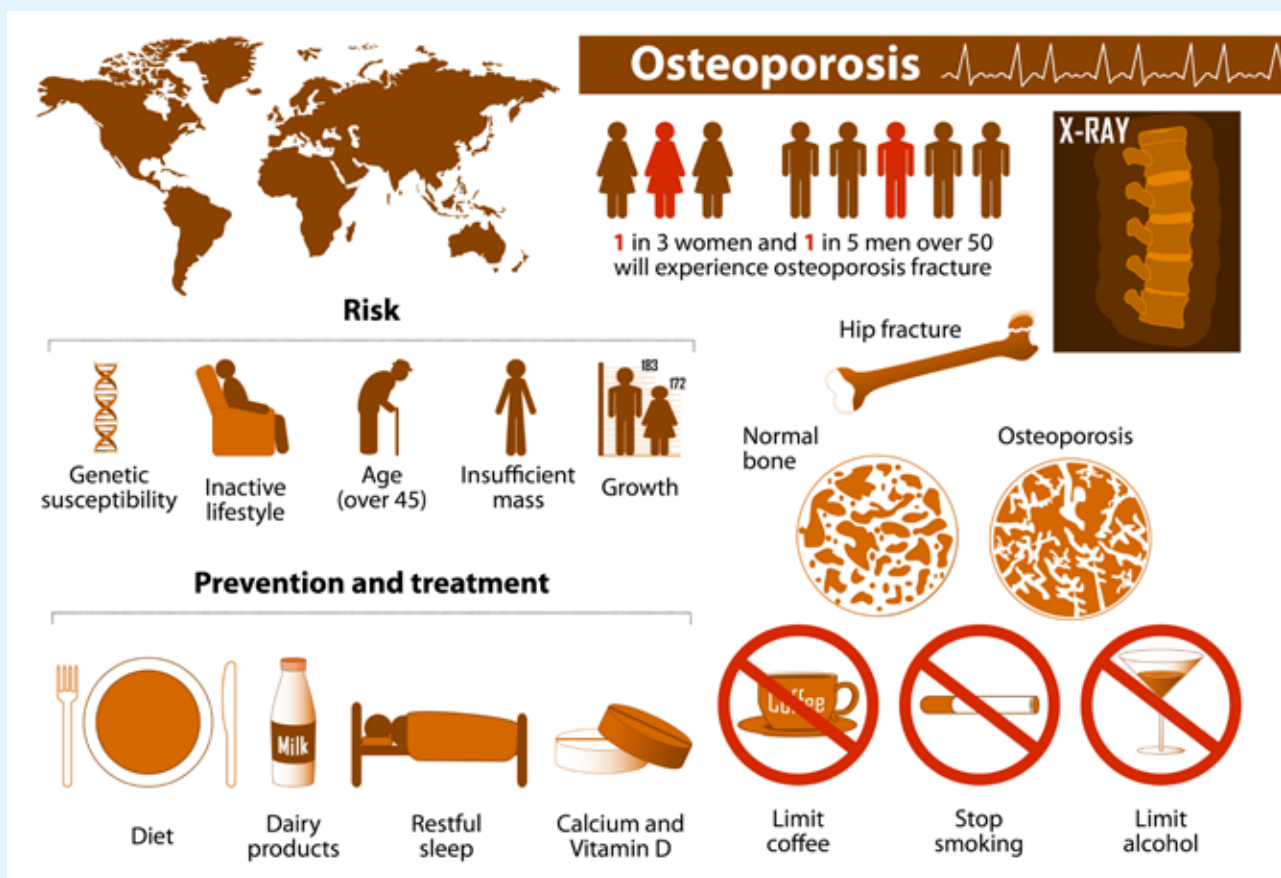 Osteoporosis
X-RAY
1 in 3 women and 1 in 5 men over 50
will experience osteoporosis fracture
Risk
183
172
Genetic
susceptibility
Inactive
lifestyle
Age
(over 45)
Insufficient
mass
Growth
Hip fracture
Normal
bone
Osteoporosis
Prevention and treatment
Milk
Coffee
Diet
Dairy
products
Restful
sleep
Calcium and
Vitamin D
Limit
coffee
Stop
smoking
Limit
alcohol